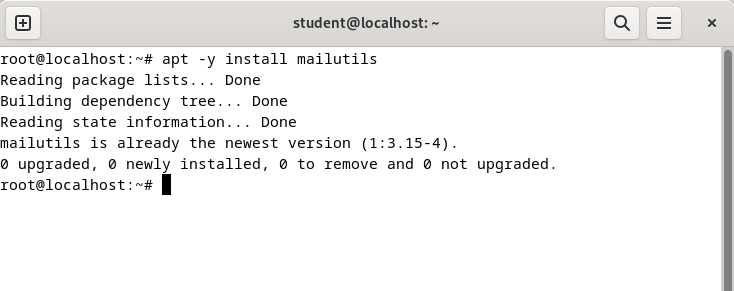 student@localhost: ~
root@localhost:~# apt -y install mailutils
Reading package lists... Done
Building dependency tree... Done
Reading state information... Done
mailutils is already the newest version (1:3.15-4).
0 upgraded, 0 newly installed, 0 to remove and 0 not upgraded.
root@localhost:~#